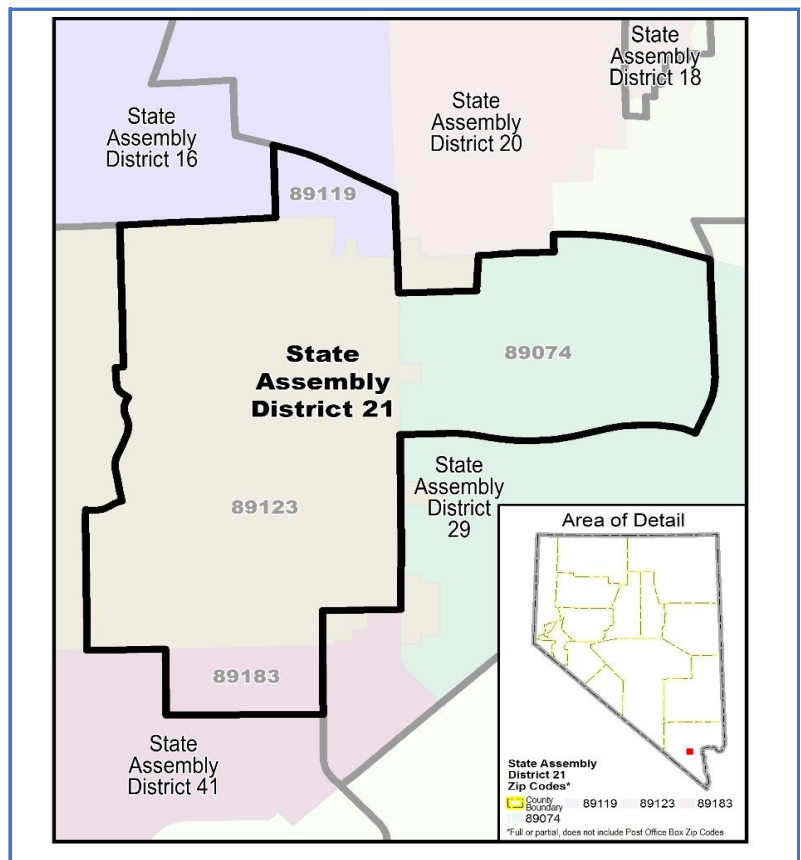 State
Assembly
District 18
State
Assembly
District 16
State
Assembly
District 20
89119
State
Assembly
District 21
89074
State
Assembly
District
29
89123
89183
State
Assembly
District 41
Area of Detail
State Assembly
District 21
Zip Codes*
County
Boundary
89119
89123
89183
89074
*Full or partial, does not include Post Office Box Zip Codes